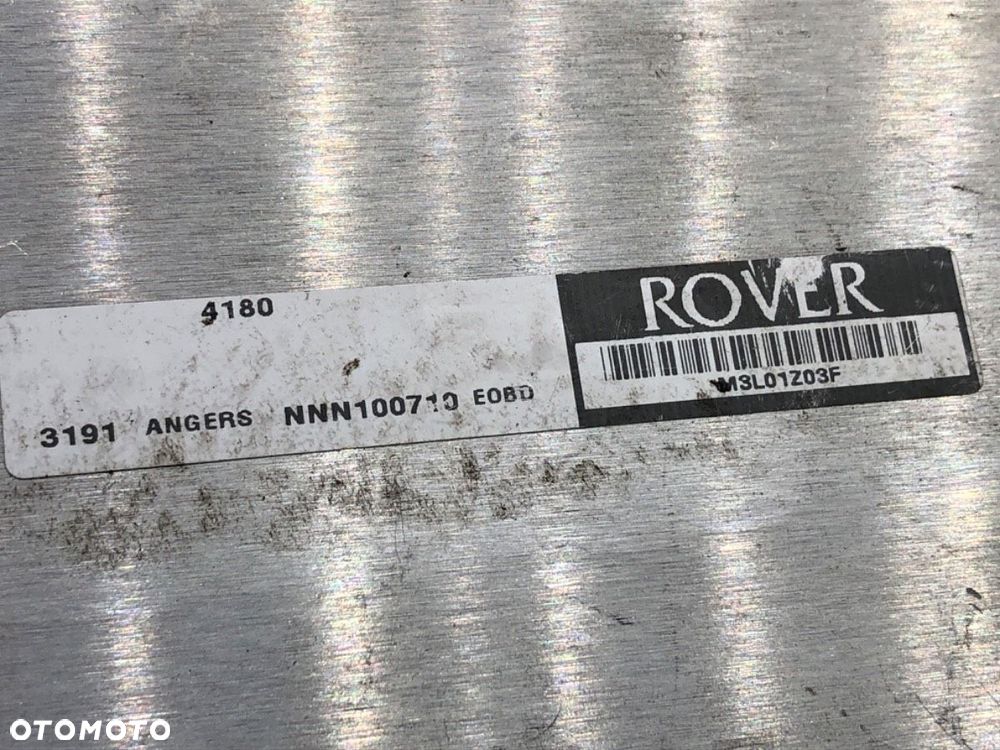 4180
3191 ANGERS NNN100710 EOBD
ROVER
M3L01Z03F
OTOMOTO